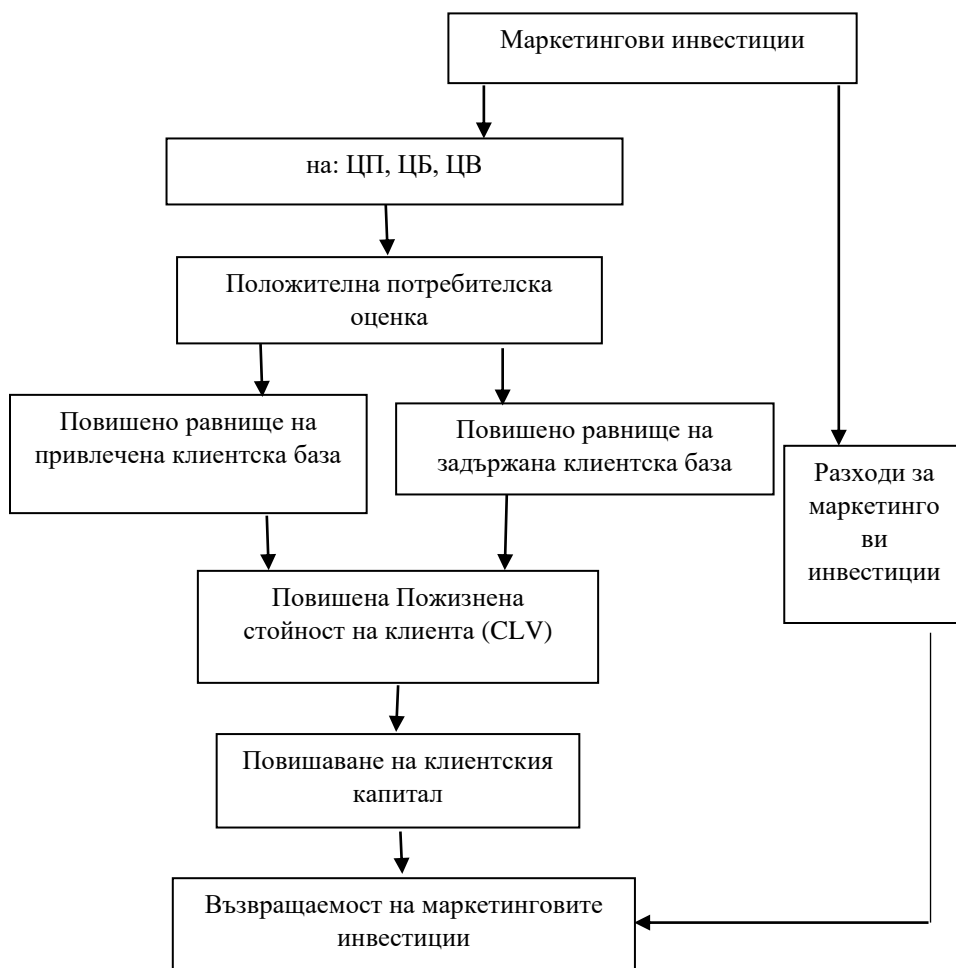 Маркетингови инвестиции
на: ЦП, ЦБ, ЦВ
Положителна потребителска
оценка
Повишено равнище на
привлечена клиентска база
Повишено равнище на
задържана клиентска база
Разходи за
маркетинго
ви
инвестиции
Повишена Пожизнена
стойност на клиента (CLV)
Повишаване на клиентския
капитал
Възвращаемост на маркетинговите
инвестиции